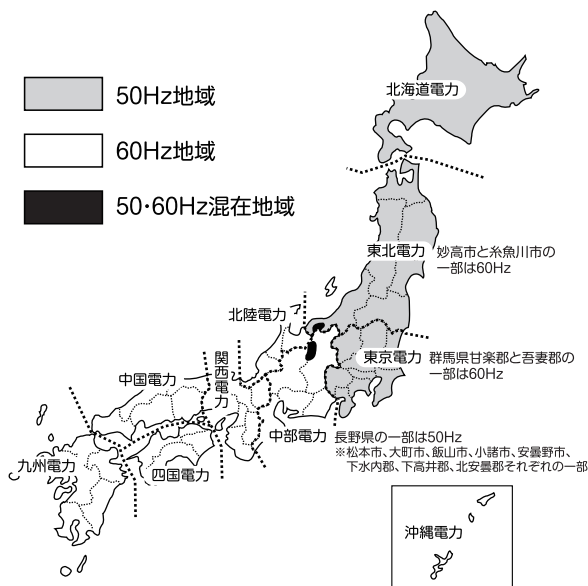 50Hz地域
60Hz地域
50・60Hz混在地域
北海道電力
東北電力
妙高市と糸魚川市の
一部は60Hz
北陸電力
東京電力
群馬県甘楽郡と吾妻郡の
一部は60Hz
関西電力
中国電力
中部電力
長野県の一部は50Hz
※松本市、大町市、飯山市、小諸市、安曇野市、
下水内郡、下高井郡、北安曇郡それぞれの一部
九州電力
四国電力
沖縄電力